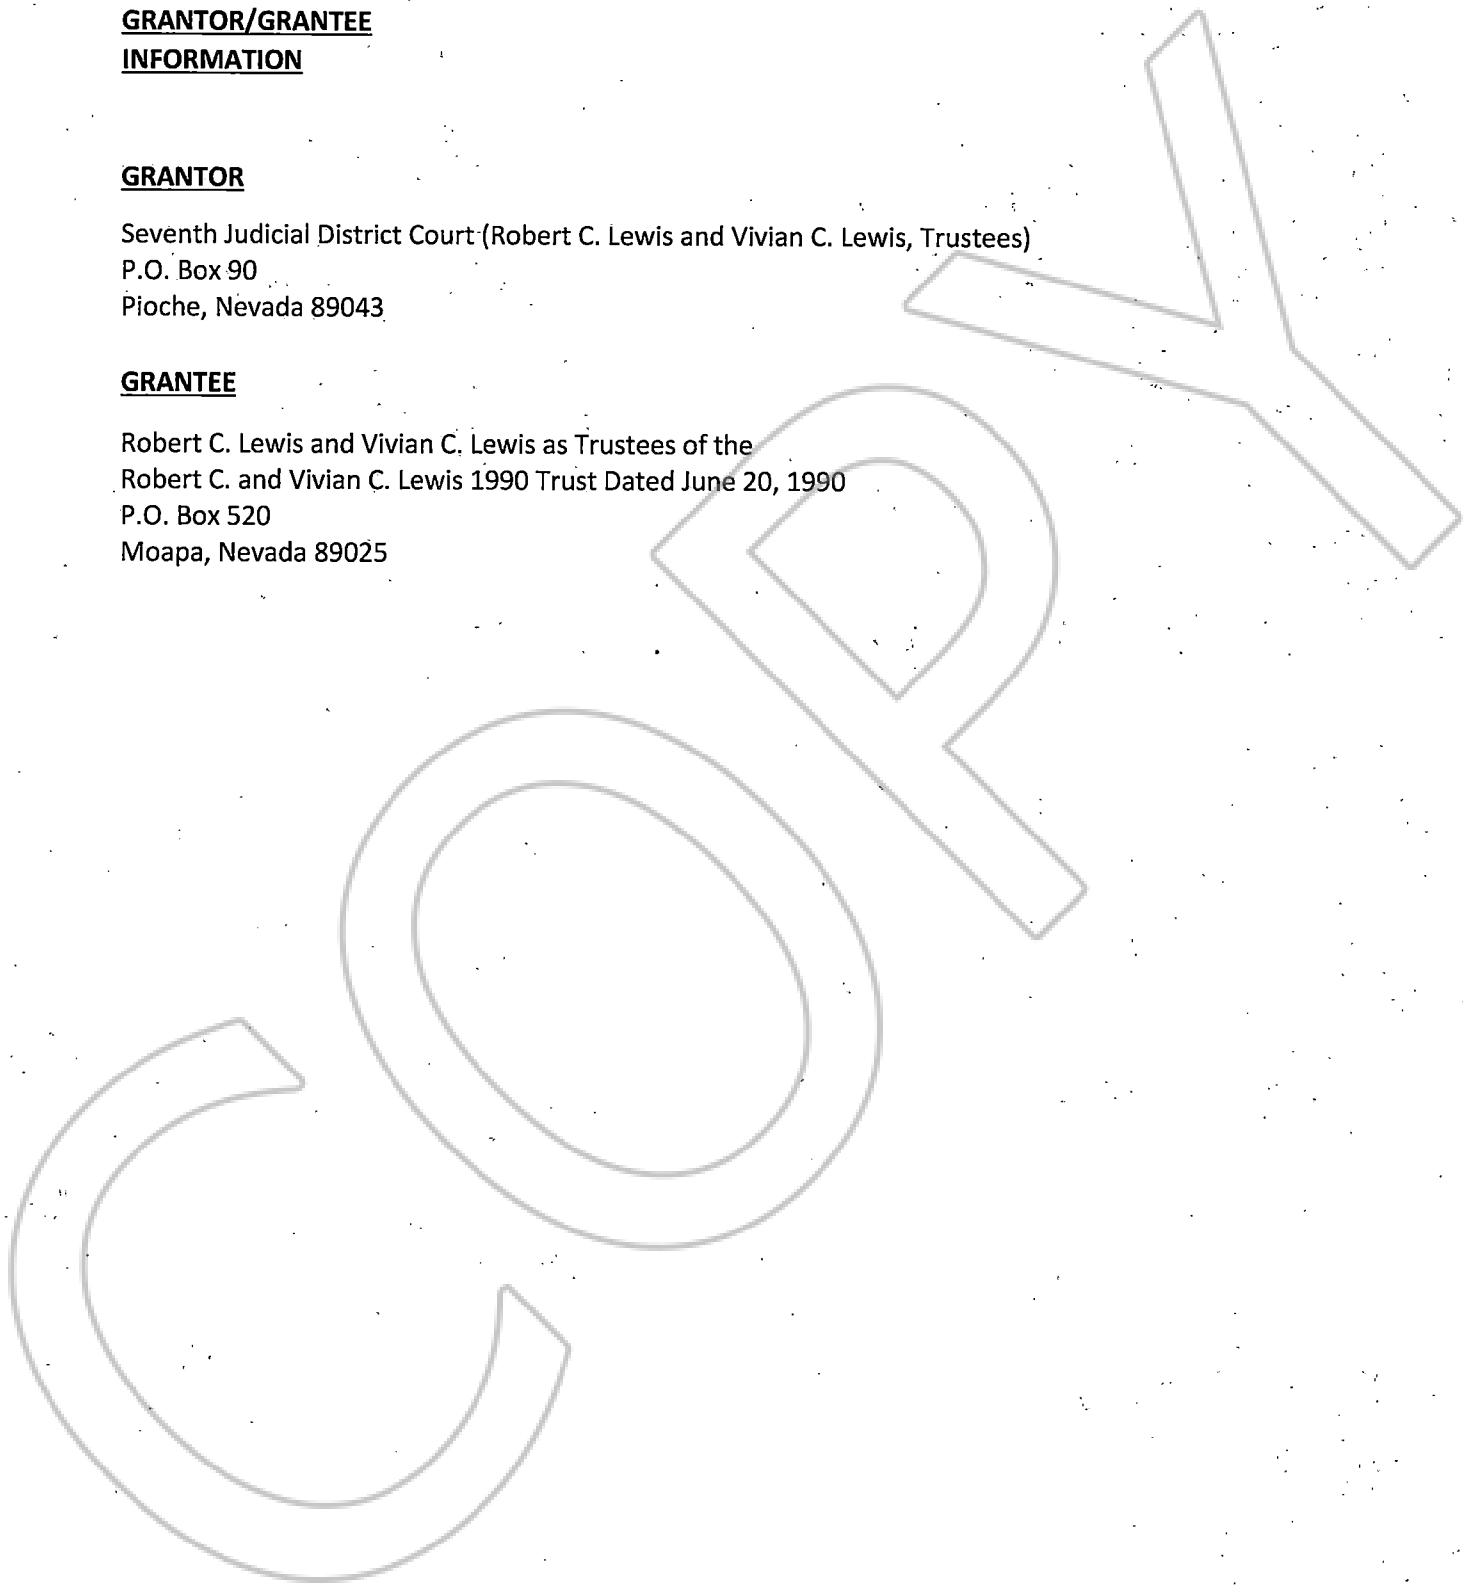 GRANTOR/GRANTEE
INFORMATION
GRANTOR
Seventh Judicial District Court (Robert C. Lewis and Vivian C. Lewis, Trustees)
P.O. Box 90
Pioche, Nevada 89043
GRANTEE
Robert C. Lewis and Vivian C. Lewis as Trustees of the
Robert C. and Vivian C. Lewis 1990 Trust Dated June 20, 1990
P.O. Box 520
Moapa, Nevada 89025
COPY